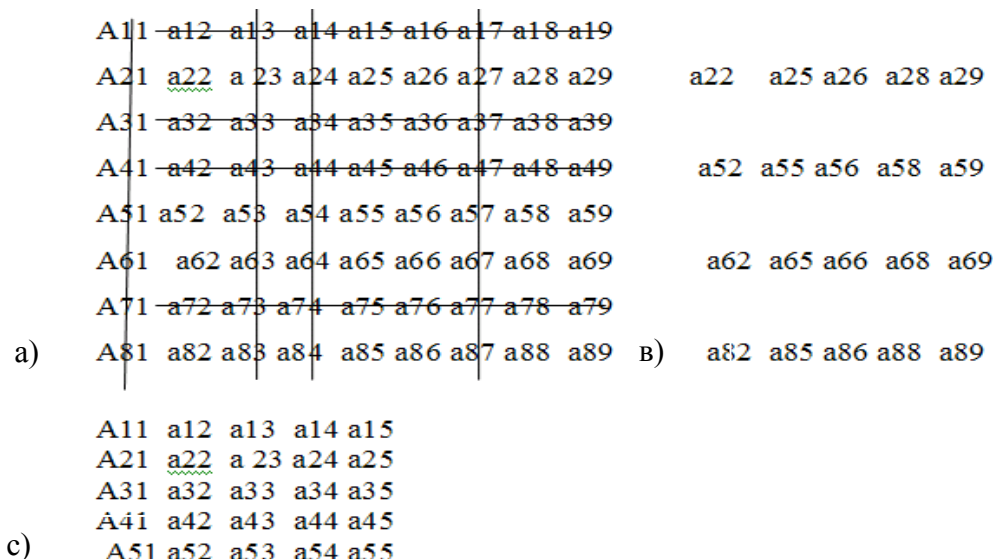 A11 a12 a13 a14 a15 a16 a17 a18 a19
A21 a22 a 23 a24 a25 a26 a27 a28 a29 a22 a25 a26 a28 a29
A31 a32 a33 a34 a35 a36 a37 a38 a39
A41 a42 a43 a44 a45 a46 a47 a48 a49 a52 a55 a56 a58 a59
A51 a52 a53 a54 a55 a56 a57 a58 a59
A61 a62 a63 a64 a65 a66 a67 a68 a69 a62 a65 a66 a68 a69
A71 a72 a73 a74 a75 a76 a77 a78 a79
а) A81 a82 a83 a84 a85 a86 a87 a88 a89 в) a82 a85 a86 a88 a89
A11 a12 a13 a14 a15
A21 a22 a 23 a24 a25
A31 a32 a33 a34 a35
A41 a42 a43 a44 a45
с) A51 a52 a53 a54 a55